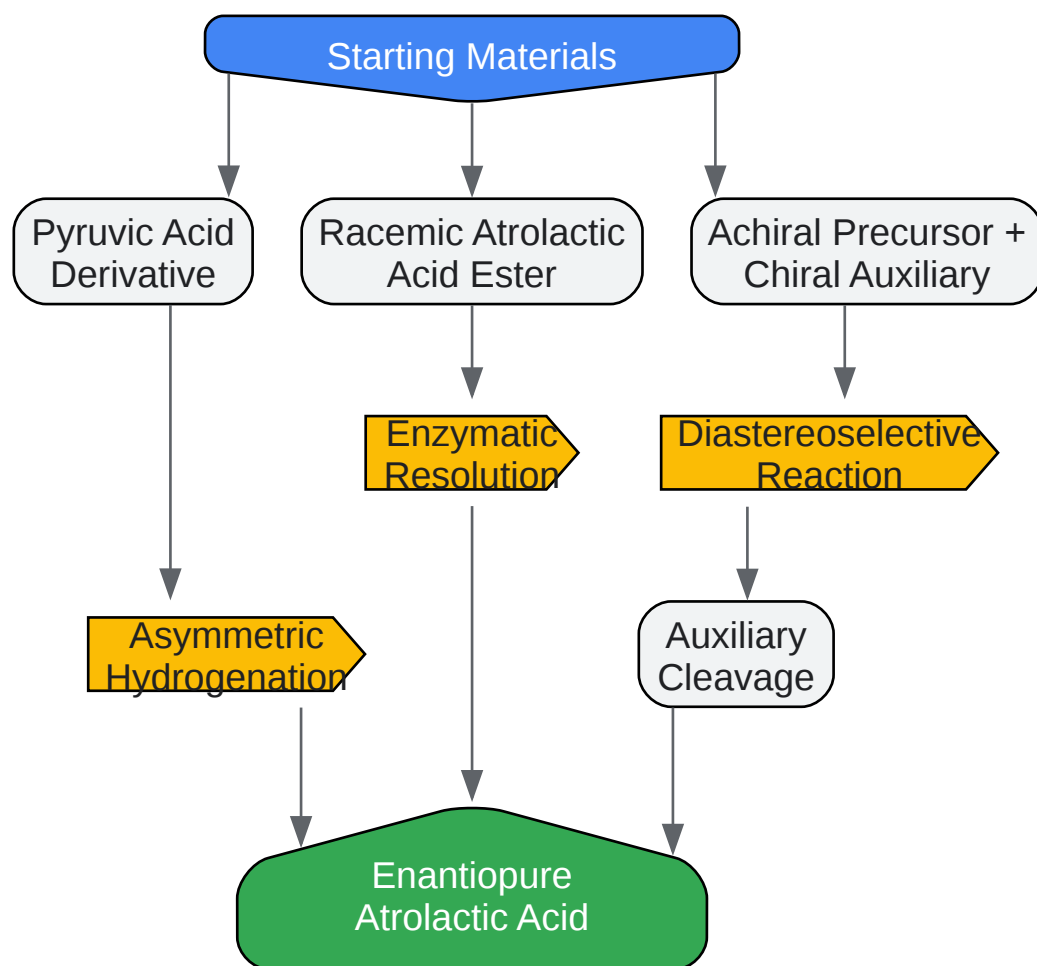 Starting Materials
Pyruvic Acid
Derivative
Racemic Atrolactic
Acid Ester
Achiral Precursor +
Chiral Auxiliary
Enzymatic
Resolution
Diastereoselective
Reaction
Asymmetric
Hydrogenation
Auxiliary
Cleavage
Enantiopure
Atrolactic Acid